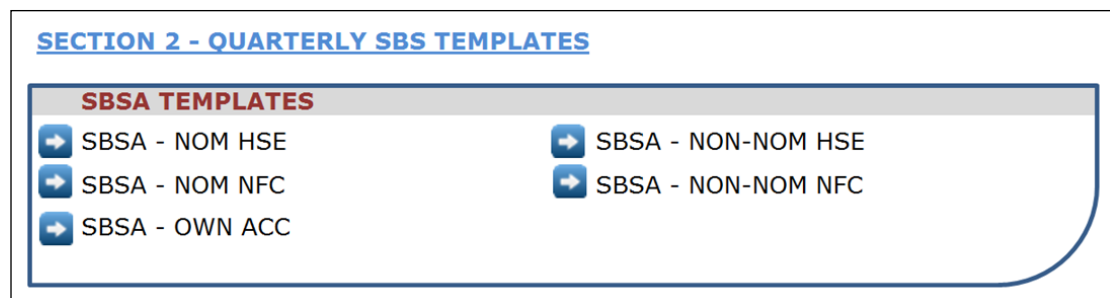 SECTION 2 - QUARTERLY SBS TEMPLATES
SBSA TEMPLATES
SBSA - NOM HSE
SBSA - NON-NOM HSE
SBSA - NOM NFC
SBSA - NON-NOM NFC
SBSA - OWN ACC